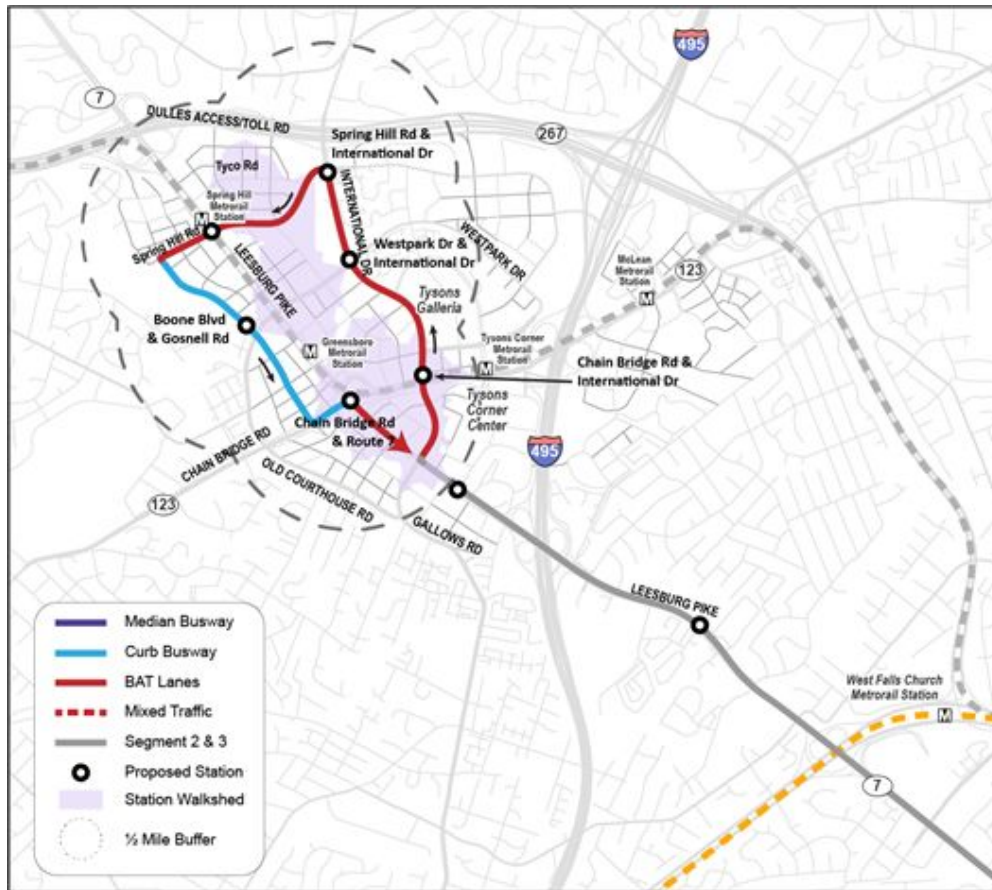 495
7
DULLES ACCESS/TOLL RD
267
Spring Hill Rd &
International Dr
Tyco Rd
Spring Hill
Metrorail
Station
M
INTERNATIONAL DR
Spring Hill Rd
LEESBURG PIKE
Westpark Dr &
International Dr
WESTPARK DR
McLean
Metrorail
Station
M
123
Tysons
Galleria
Boone Blvd
& Gosnell Rd
Greensboro
Metrorail
Station
M
Tysons Corner
Metrorail
Station
M
Chain Bridge Rd &
International Dr
Tysons
Corner
Center
Chain Bridge Rd
& Route 7
495
CHAIN BRIDGE RD
OLD COURTHOUSE RD
123
GALLOWS RD
LEESBURG PIKE
West Falls Church
Metrorail Station
M
7
Median Busway
Curb Busway
BAT Lanes
Mixed Traffic
Segment 2 & 3
Proposed Station
Station Walkshed
½ Mile Buffer